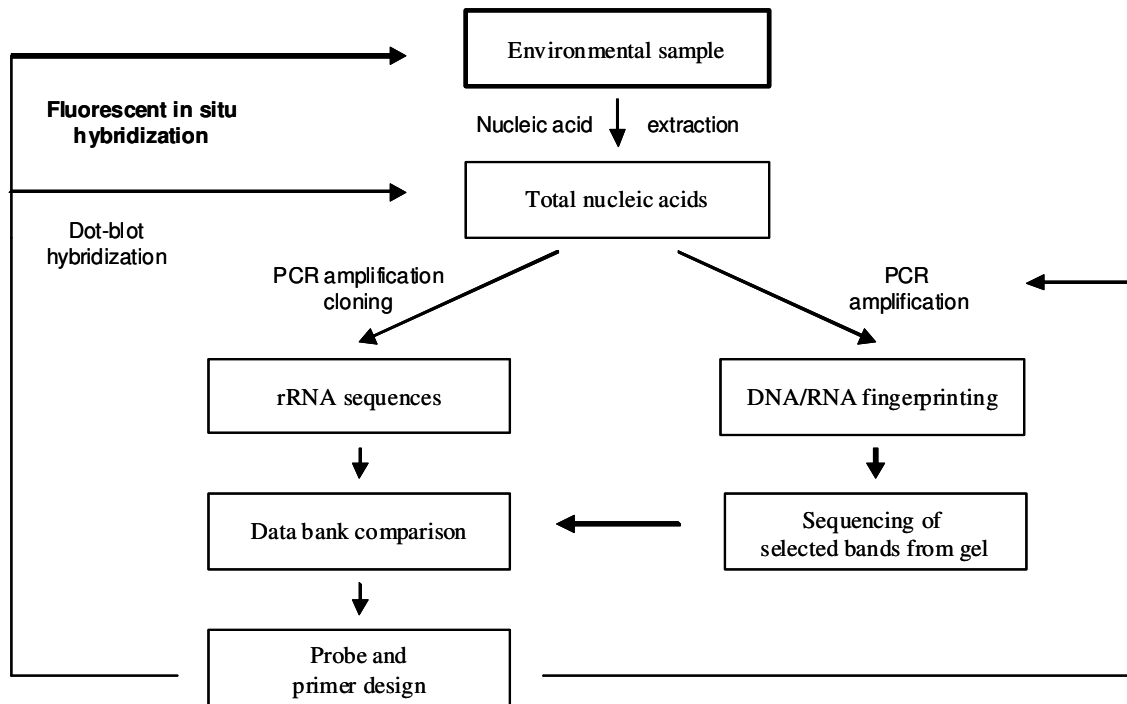 Environmental sample
Fluorescent in situ
hybridization
Nucleic acid extraction
Total nucleic acids
Dot-blot
hybridization
PCR amplification
cloning
PCR
amplification
rRNA sequences
DNA/RNA fingerprinting
Data bank comparison
Sequencing of
selected bands from gel
Probe and
primer design